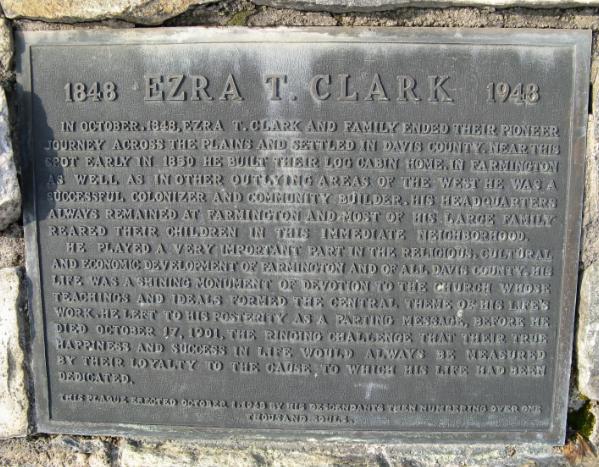 1848 EZRA T. CLARK 1948
IN OCTOBER, 1848, EZRA T. CLARK AND FAMILY ENDED THEIR PIONEER
JOURNEY ACROSS THE PLAINS AND SETTLED IN DAVIS COUNTY. NEAR THIS
SPOT EARLY IN 1850 HE BUILT THEIR LOG CABIN HOME. IN FARMINGTON
AS WELL AS IN OTHER OUTLYING AREAS OF THE WEST HE WAS A
SUCCESSFUL COLONIZER AND COMMUNITY BUILDER. HIS HEADQUARTERS
ALWAYS REMAINED AT FARMINGTON AND MOST OF HIS LARGE FAMILY
REARED THEIR CHILDREN IN THIS IMMEDIATE NEIGHBORHOOD.
HE PLAYED A VERY IMPORTANT PART IN THE RELIGIOUS, CULTURAL
AND ECONOMIC DEVELOPMENT OF FARMINGTON AND OF ALL DAVIS COUNTY. HIS
LIFE WAS A SHINING MONUMENT OF DEVOTION TO THE CHURCH WHOSE
TEACHINGS AND IDEALS FORMED THE CENTRAL THEME OF HIS LIFE'S
WORK. HE LEFT TO HIS POSTERITY AS A PARTING MESSAGE, BEFORE HE
DIED OCTOBER 17, 1901, THE RINGING CHALLENGE THAT THEIR TRUE
HAPPINESS AND SUCCESS IN LIFE WOULD ALWAYS BE MEASURED
BY THEIR LOYALTY TO THE CAUSE, TO WHICH HIS LIFE HAD BEEN
DEDICATED.
THIS PLAQUE ERECTED OCTOBER 1, 1948 BY HIS DESCENDANTS THEN NUMBERING OVER ONE
THOUSAND SOULS.